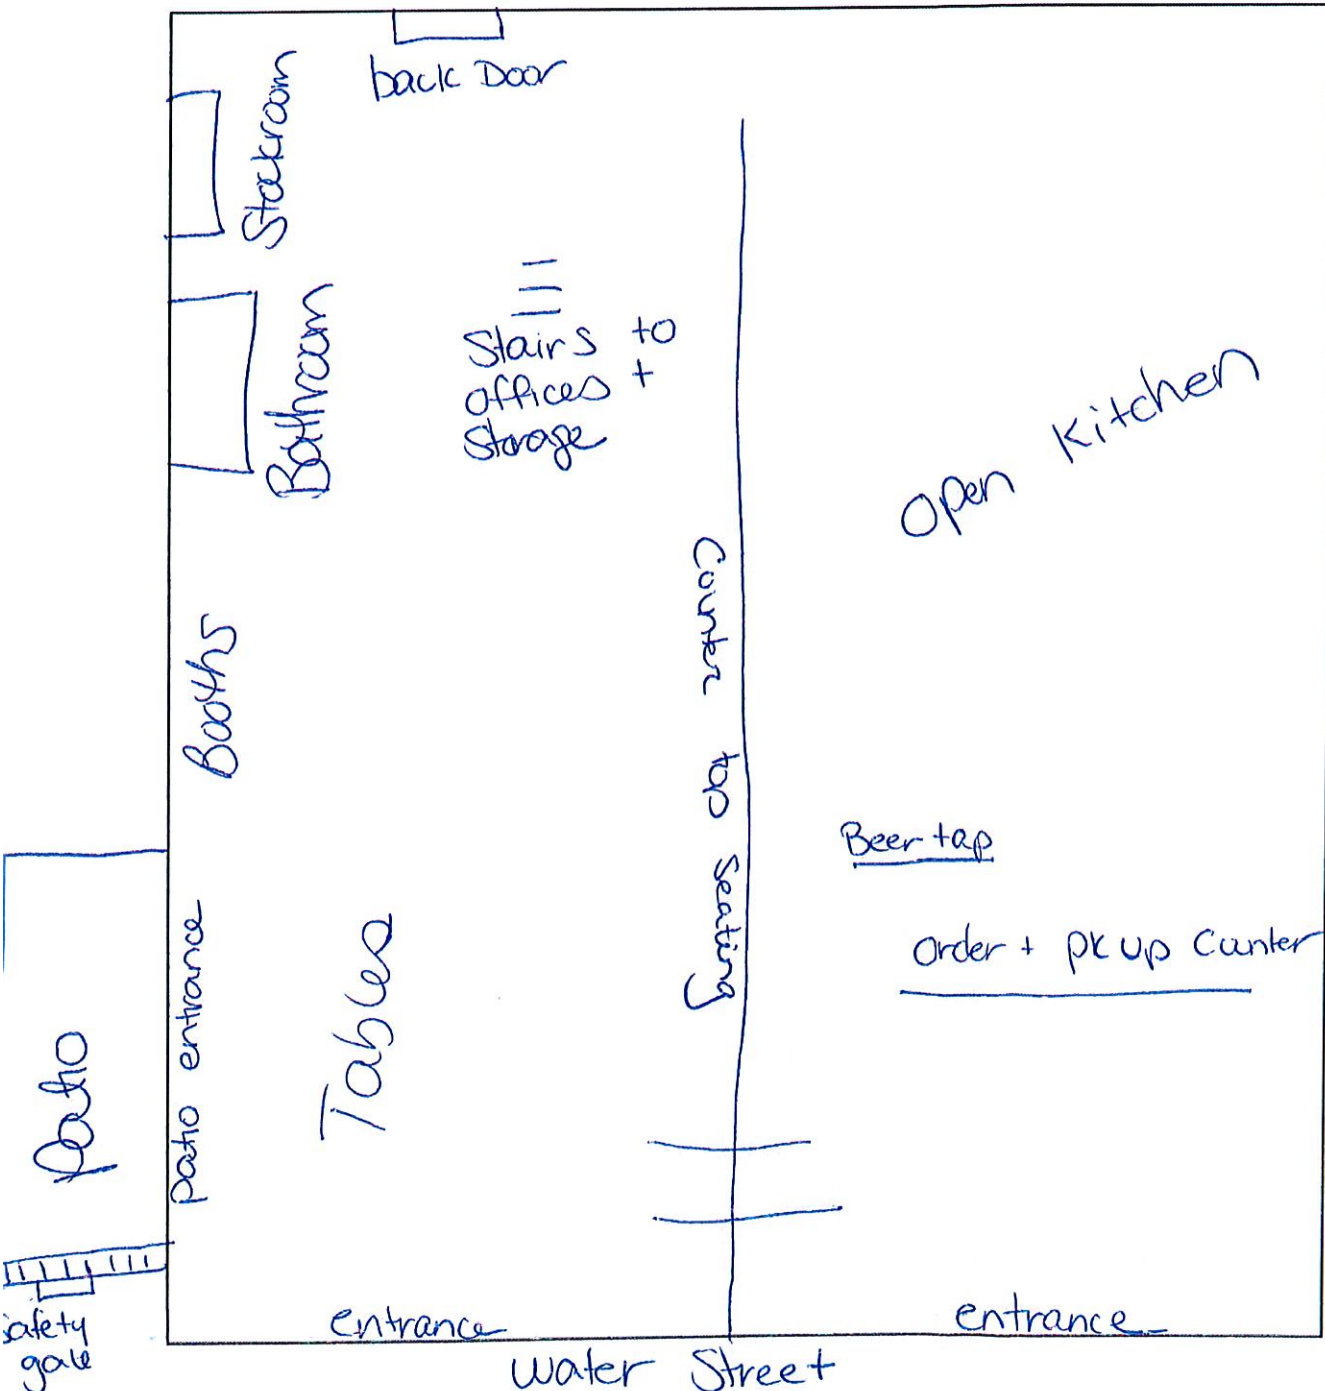 back Door
Stockroom
Bathroom
Stairs to
offices +
Storage
Open Kitchen
Counter top seating
Booths
Beer tap
Order + pk up Counter
Tables
patio entrance
Patio
safety
gate
entrance
entrance
Water Street